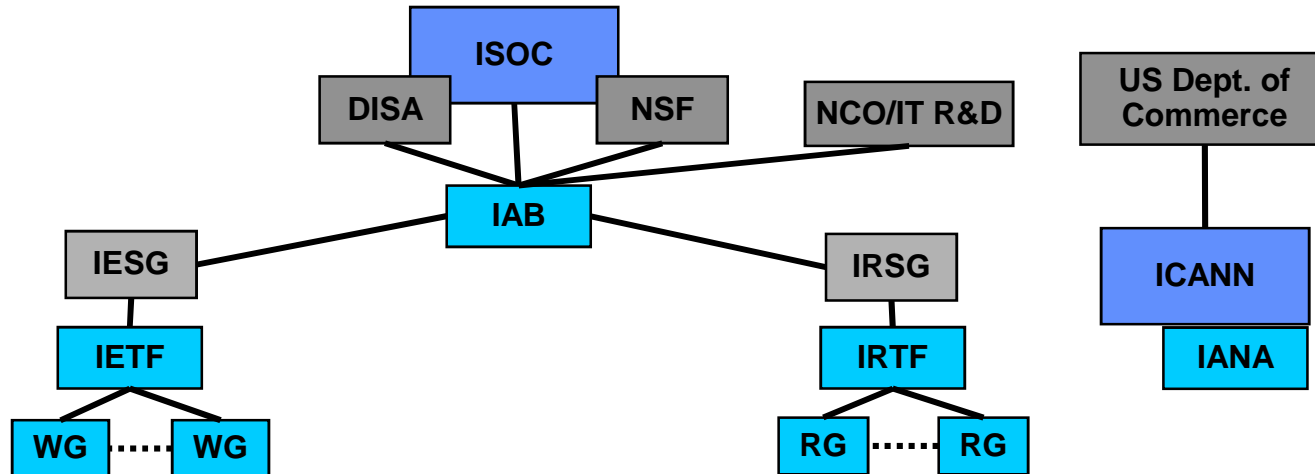 ISOC
DISA
NSF
NCO/IT R&D
US Dept. of
Commerce
IAB
IESG
IRSG
ICANN
IETF
IRTF
IANA
WG
WG
RG
RG